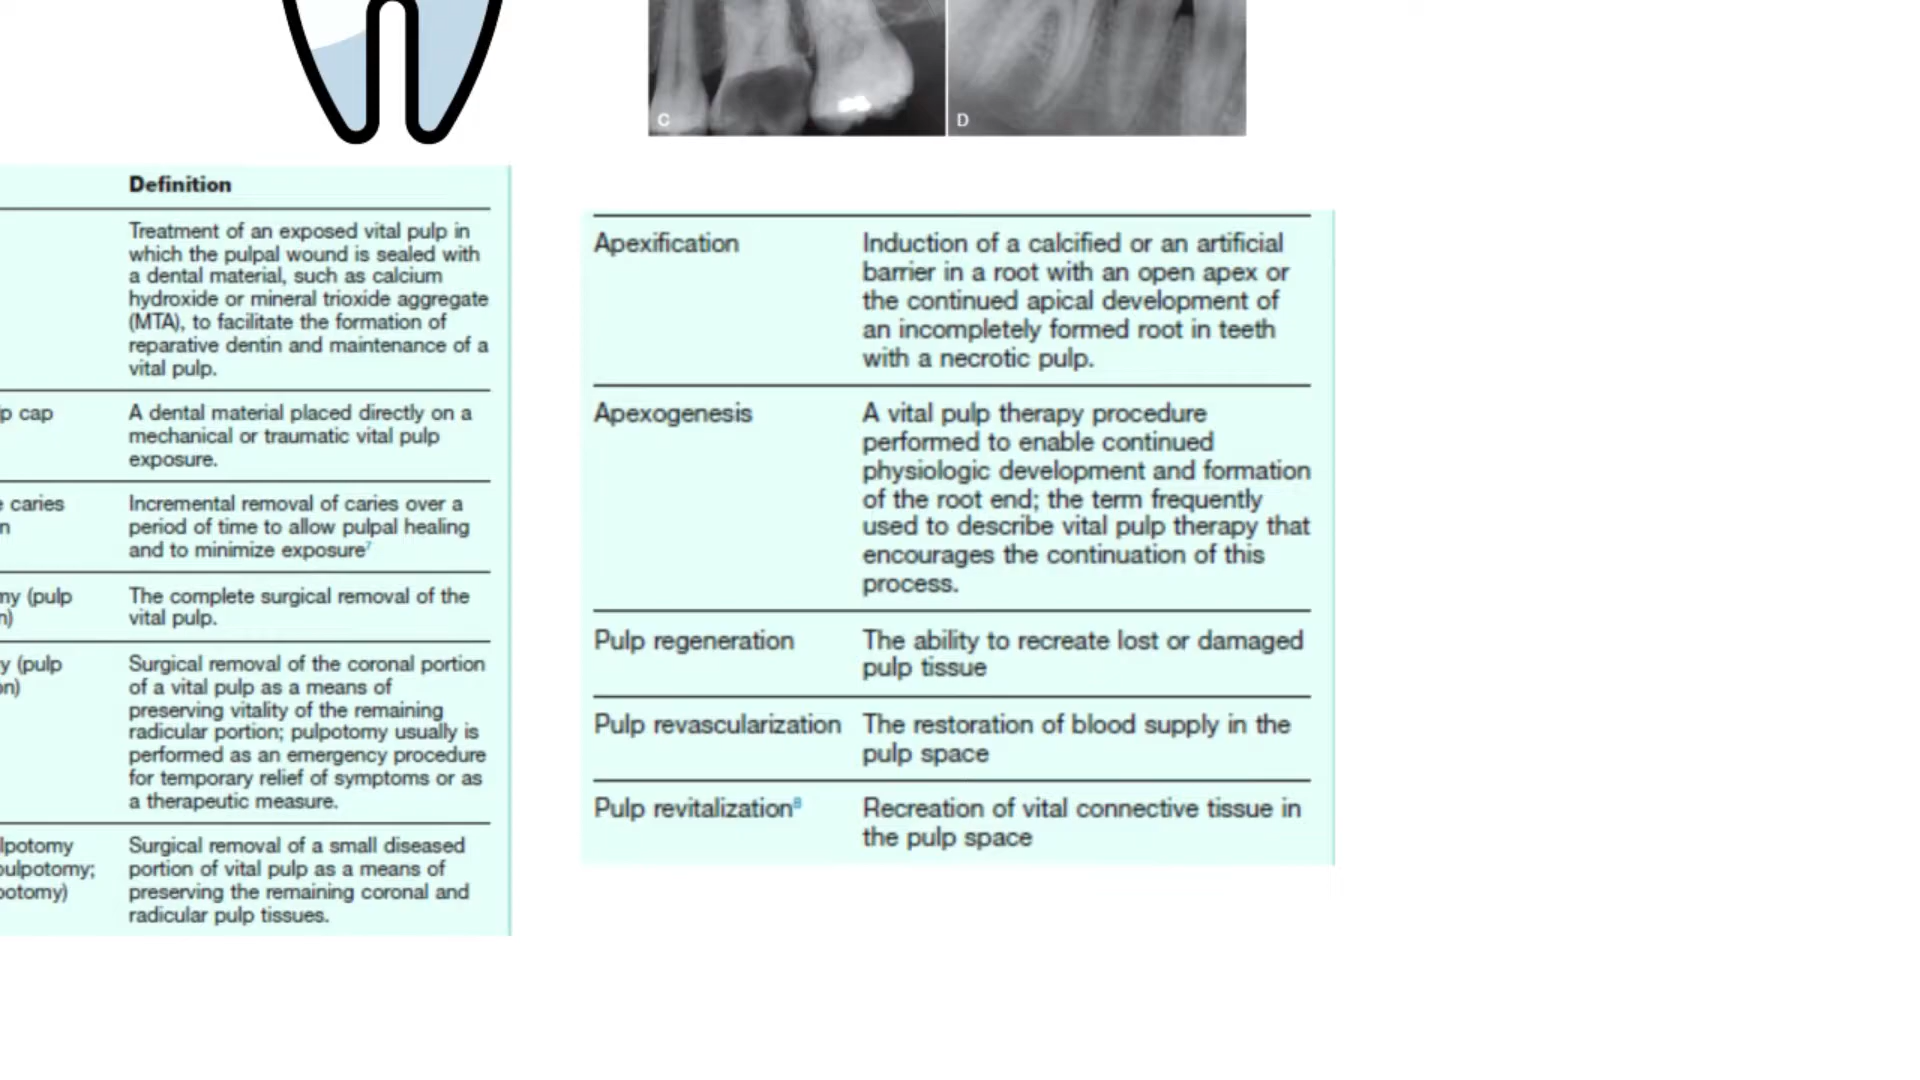 C
D
Definition
Treatment of an exposed vital pulp in
which the pulpal wound is sealed with
a dental material, such as calcium
hydroxide or mineral trioxide aggregate
(MTA), to facilitate the formation of
reparative dentin and maintenance of a
vital pulp.
p cap
A dental material placed directly on a
mechanical or traumatic vital pulp
exposure.
e caries
n
Incremental removal of caries over a
period of time to allow pulpal healing
and to minimize exposure⁷
my (pulp
n)
The complete surgical removal of the
vital pulp.
y (pulp
on)
Surgical removal of the coronal portion
of a vital pulp as a means of
preserving vitality of the remaining
radicular portion; pulpotomy usually is
performed as an emergency procedure
for temporary relief of symptoms or as
a therapeutic measure.
lpotomy
pulpotomy;
potomy)
Surgical removal of a small diseased
portion of vital pulp as a means of
preserving the remaining coronal and
radicular pulp tissues.
Apexification
Induction of a calcified or an artificial
barrier in a root with an open apex or
the continued apical development of
an incompletely formed root in teeth
with a necrotic pulp.
Apexogenesis
A vital pulp therapy procedure
performed to enable continued
physiologic development and formation
of the root end; the term frequently
used to describe vital pulp therapy that
encourages the continuation of this
process.
Pulp regeneration
The ability to recreate lost or damaged
pulp tissue
Pulp revascularization
The restoration of blood supply in the
pulp space
Pulp revitalization⁸
Recreation of vital connective tissue in
the pulp space